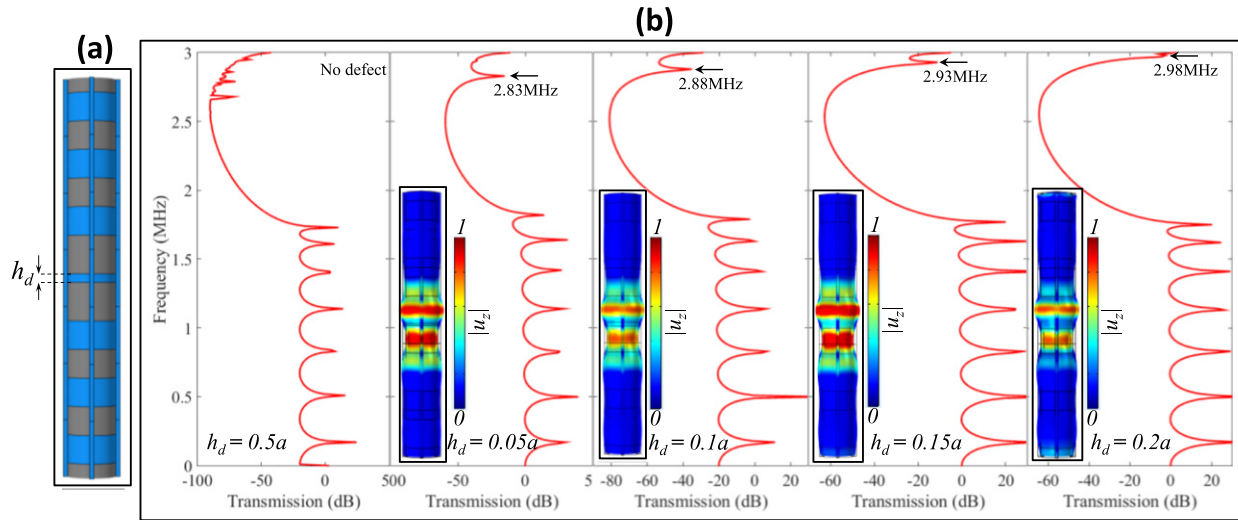 (b)
(a)
h_d
Frequency (MHz)
3
2.5
2
1.5
1
0.5
0
No defect
2.83MHz
2.88MHz
2.93MHz
2.98MHz
1
|u_z|
0
1
|u_z|
0
1
|u_z|
0
1
|u_z|
0
h_d = 0.5a
h_d = 0.05a
h_d = 0.1a
h_d = 0.15a
h_d = 0.2a
-100 -50 0 500 0 5 -80 -60 -40 -20 0 20 -60 -40 -20 0 20 -60 -40 -20 0 20
Transmission (dB) Transmission (dB) Transmission (dB) Transmission (dB) Transmission (dB)